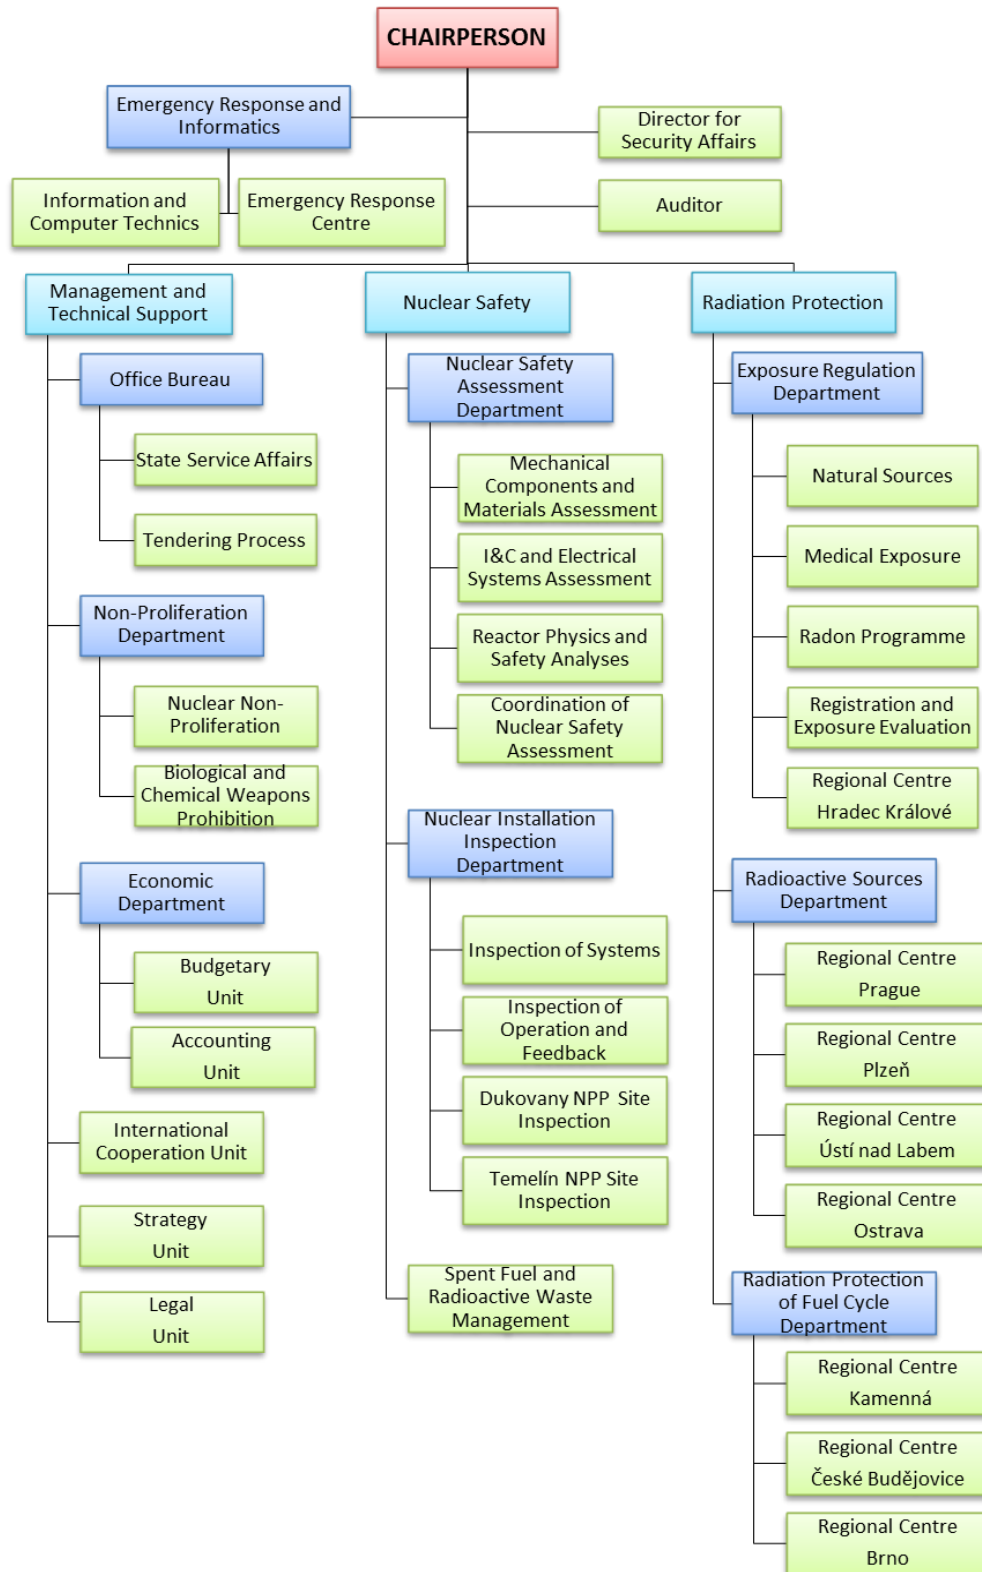 CHAIRPERSON
Emergency Response and
Informatics
Director for
Security Affairs
Information and
Computer Technics
Emergency Response
Centre
Auditor
Management and
Technical Support
Office Bureau
State Service Affairs
Tendering Process
Non-Proliferation
Department
Nuclear Non-
Proliferation
Biological and
Chemical Weapons
Prohibition
Economic
Department
Budgetary
Unit
Accounting
Unit
International
Cooperation Unit
Strategy
Unit
Legal
Unit
Nuclear Safety
Nuclear Safety
Assessment
Department
Mechanical
Components and
Materials Assessment
I&C and Electrical
Systems Assessment
Reactor Physics and
Safety Analyses
Coordination of
Nuclear Safety
Assessment
Nuclear Installation
Inspection
Department
Inspection of Systems
Inspection of
Operation and
Feedback
Dukovany NPP Site
Inspection
Temelín NPP Site
Inspection
Spent Fuel and
Radioactive Waste
Management
Radiation Protection
Exposure Regulation
Department
Natural Sources
Medical Exposure
Radon Programme
Registration and
Exposure Evaluation
Regional Centre
Hradec Králové
Radioactive Sources
Department
Regional Centre
Prague
Regional Centre
Plzeň
Regional Centre
Ústí nad Labem
Regional Centre
Ostrava
Radiation Protection
of Fuel Cycle
Department
Regional Centre
Kamenná
Regional Centre
České Budějovice
Regional Centre
Brno